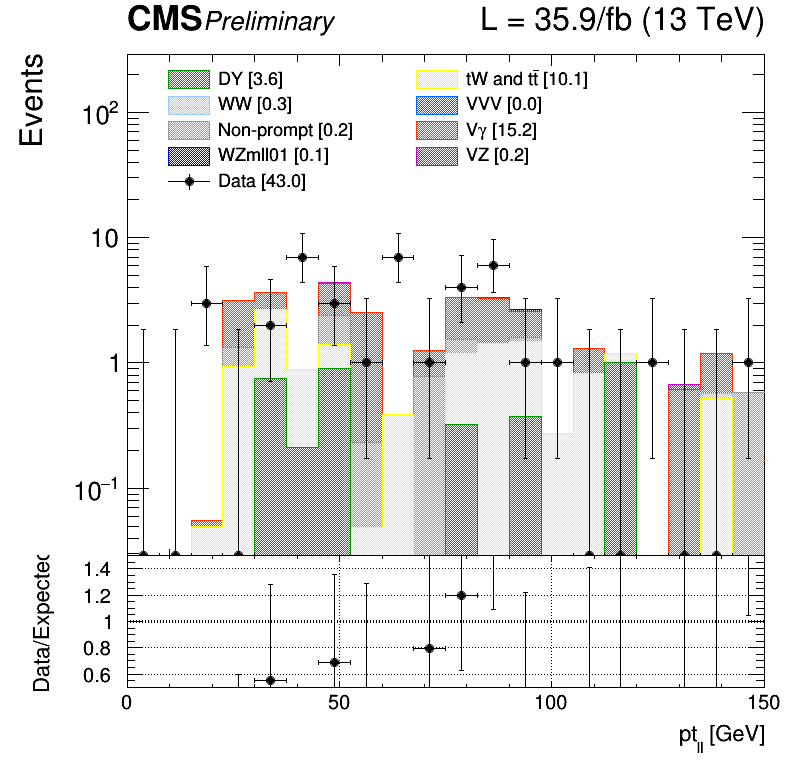 CMS Preliminary L = 35.9/fb (13 TeV)
Events
DY [3.6]
tW and tt̄ [10.1]
WW [0.3]
VVV [0.0]
Non-prompt [0.2]
Vγ [15.2]
WZmll01 [0.1]
VZ [0.2]
Data [43.0]
10²
10
1
10⁻¹
Data/Expected
1.4
1.2
1
0.8
0.6
0 50 100 150
pt_ll [GeV]